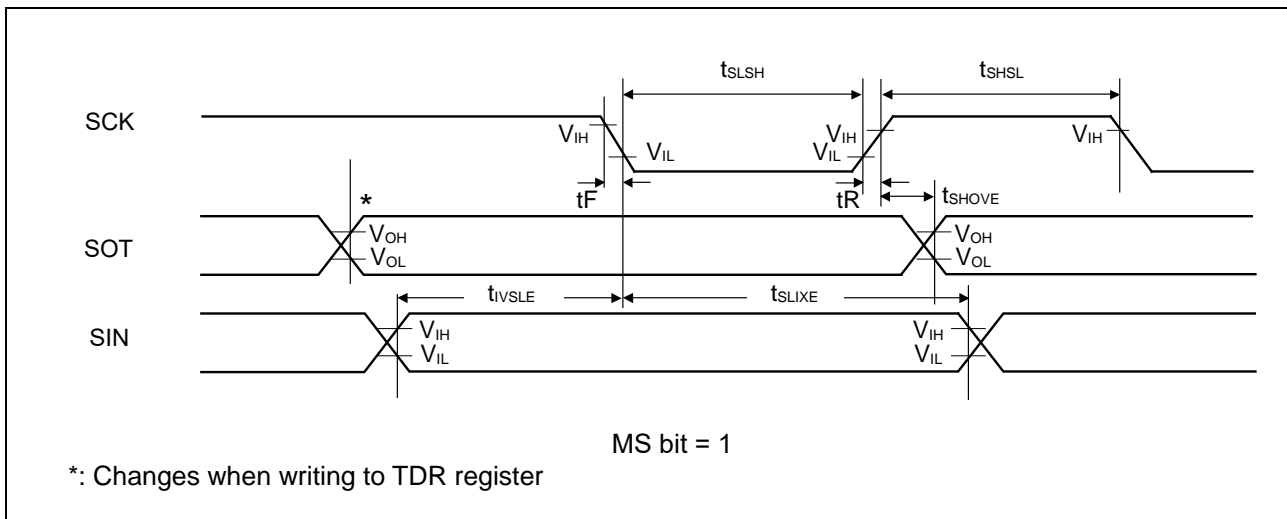 tSLSH tSHSL
SCK
VIH VIL VIH VIL VIH
tF tR tSHOVE
*
SOT
VOH VOL VOH VOL
tIVSLE tSLIXE
SIN
VIH VIL VIH VIL
MS bit = 1
*: Changes when writing to TDR register